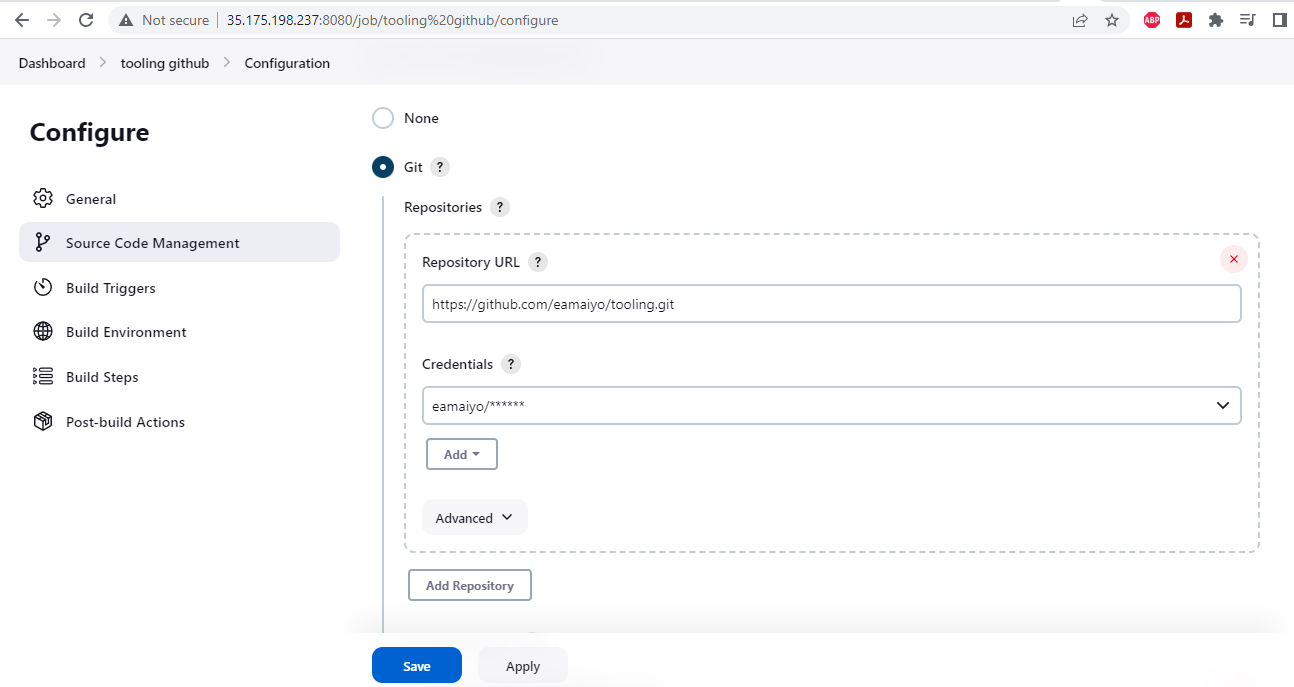 Not secure 35.175.198.237:8080/job/tooling%20github/configure ABP
Dashboard tooling github Configuration
Configure
General
Source Code Management
Build Triggers
Build Environment
Build Steps
Post-build Actions
None
Git ?
Repositories ?
Repository URL ?
https://github.com/eamaiyo/tooling.git
Credentials ?
eamaiyo/******
Add
Advanced
Add Repository
Save Apply